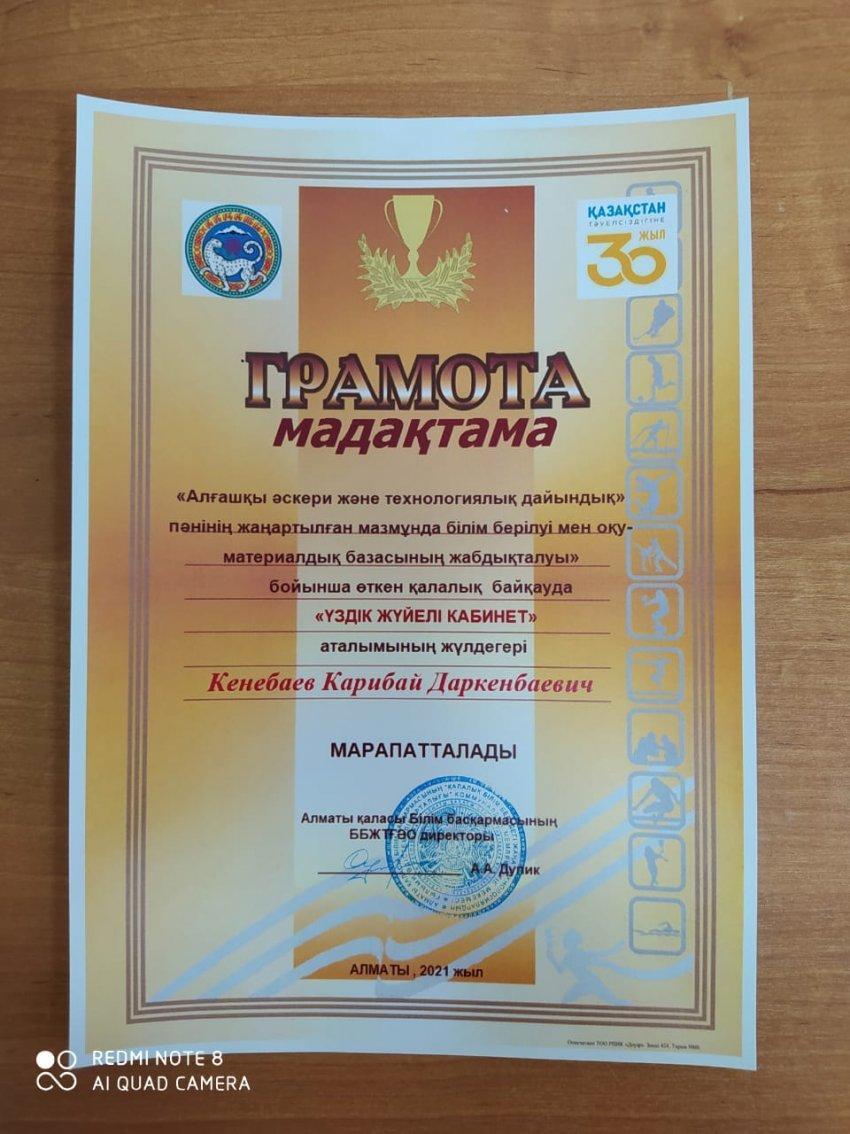 ҚАЗАҚСТАН
ТӘУЕЛСІЗДІГІНЕ
30 ЖЫЛ
ГРАМОТА
мадақтама
«Алғашқы әскери және технологиялық дайындық»
пәнінің жаңартылған мазмұнда білім берілуі мен оқу-
материалдық базасының жабдықталуы»
бойынша өткен қалалық байқауда
«ҮЗДІК ЖҮЙЕЛІ КАБИНЕТ»
аталымының жүлдегері
Кенебаев Карибай Даркенбаевич
МАРАПАТТАЛАДЫ
Алматы қаласы Білім басқармасының
ББЖТҒӘО директоры
А.А. Дупик
АЛМАТЫ , 2021 жыл
REDMI NOTE 8
AI QUAD CAMERA